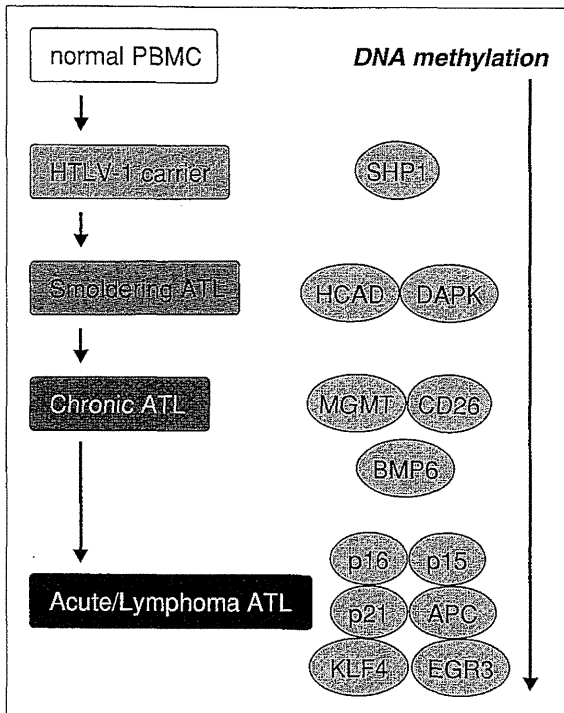 normal PBMC
DNA methylation
HTLV-1 carrier
SHP1
Smoldering ATL
HCAD DAPK
Chronic ATL
MGMT CD26
BMP6
p16 p15
Acute/Lymphoma ATL
p21 APC
KLF4 EGR3